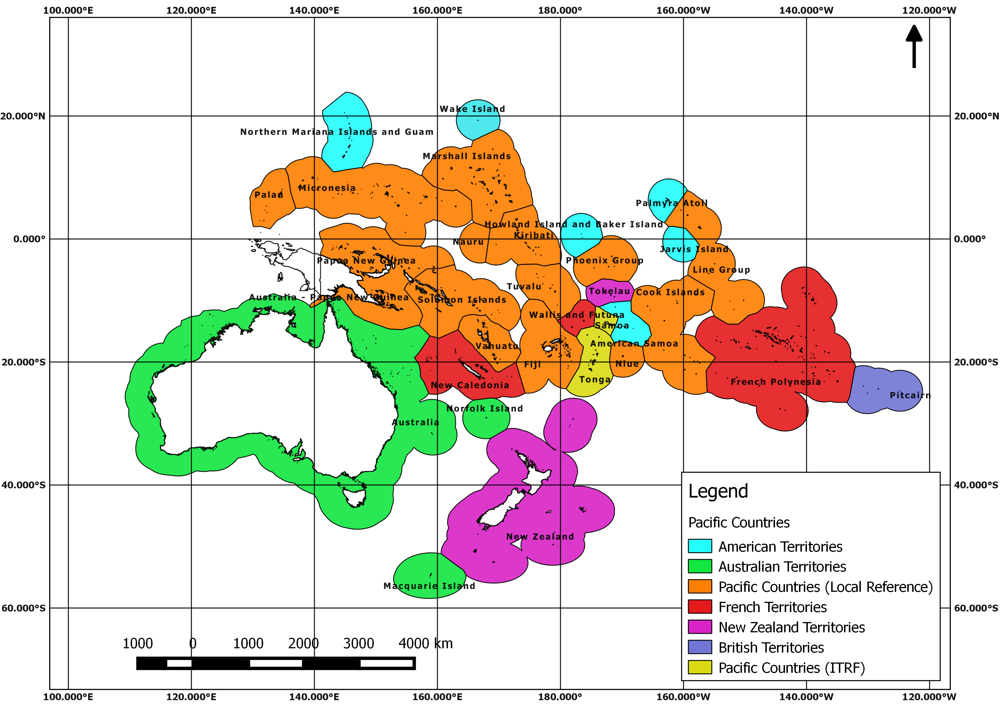 100.000°E 120.000°E 140.000°E 160.000°E 180.000° 160.000°W 140.000°W 120.000°W
Wake Island
20.000°N 20.000°N
Northern Mariana Islands and Guam
Marshall Islands
Micronesia
Palau
Palmyra Atoll
Howland Island and Baker Island
Kiribati
0.000° Nauru 0.000°
Jarvis Island
Papua New Guinea Phoenix Group
Line Group
Tuvalu Tokelau Cook Islands
Australia - Papua New Guinea Solomon Islands
Wallis and Futuna
Samoa
Vanuatu American Samoa
20.000°S Fiji Niue 20.000°S
Tonga
New Caledonia French Polynesia
Pitcairn
Norfolk Island
Australia
40.000°S 40.000°S
Legend
Pacific Countries
New Zealand
American Territories
Australian Territories
Macquarie Island
Pacific Countries (Local Reference)
60.000°S French Territories 60.000°S
New Zealand Territories
1000 0 1000 2000 3000 4000 km
British Territories
Pacific Countries (ITRF)
100.000°E 120.000°E 140.000°E 160.000°E 180.000° 160.000°W 140.000°W 120.000°W